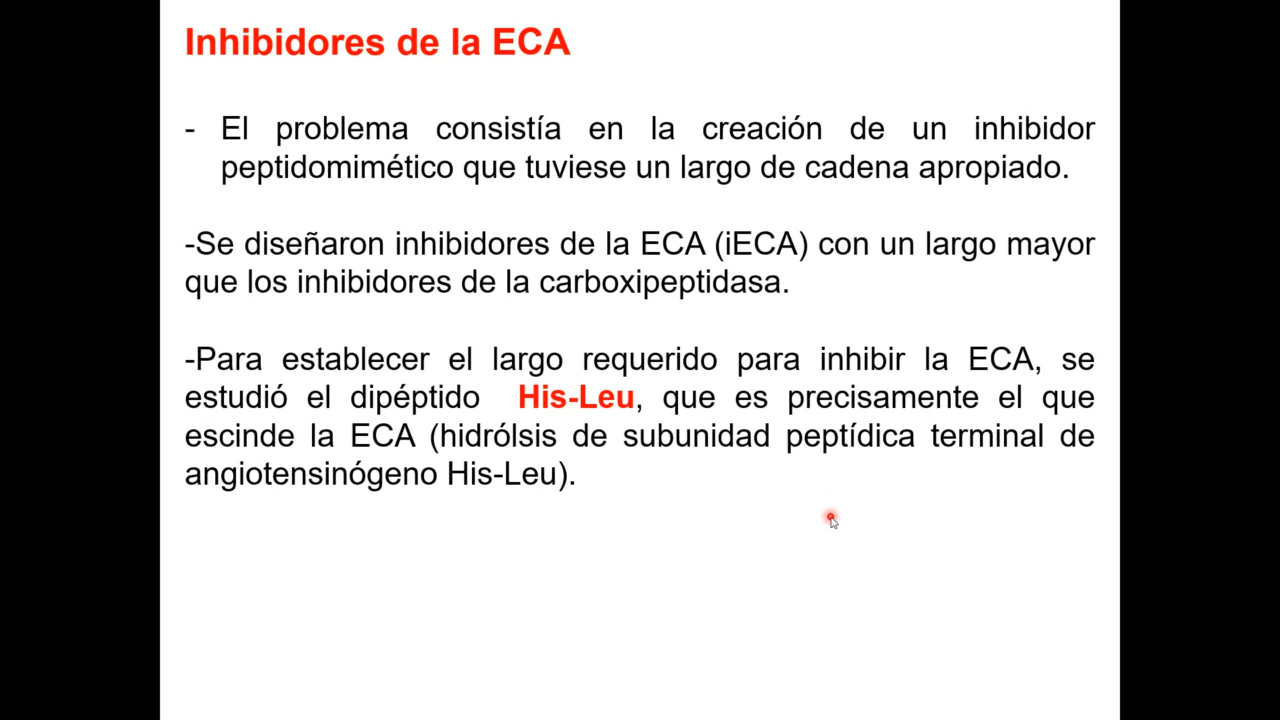 Inhibidores de la ECA
- El problema consistía en la creación de un inhibidor
peptidomimético que tuviese un largo de cadena apropiado.
-Se diseñaron inhibidores de la ECA (iECA) con un largo mayor
que los inhibidores de la carboxipeptidasa.
-Para establecer el largo requerido para inhibir la ECA, se
estudió el dipéptido His-Leu, que es precisamente el que
escinde la ECA (hidrólsis de subunidad peptídica terminal de
angiotensinógeno His-Leu).